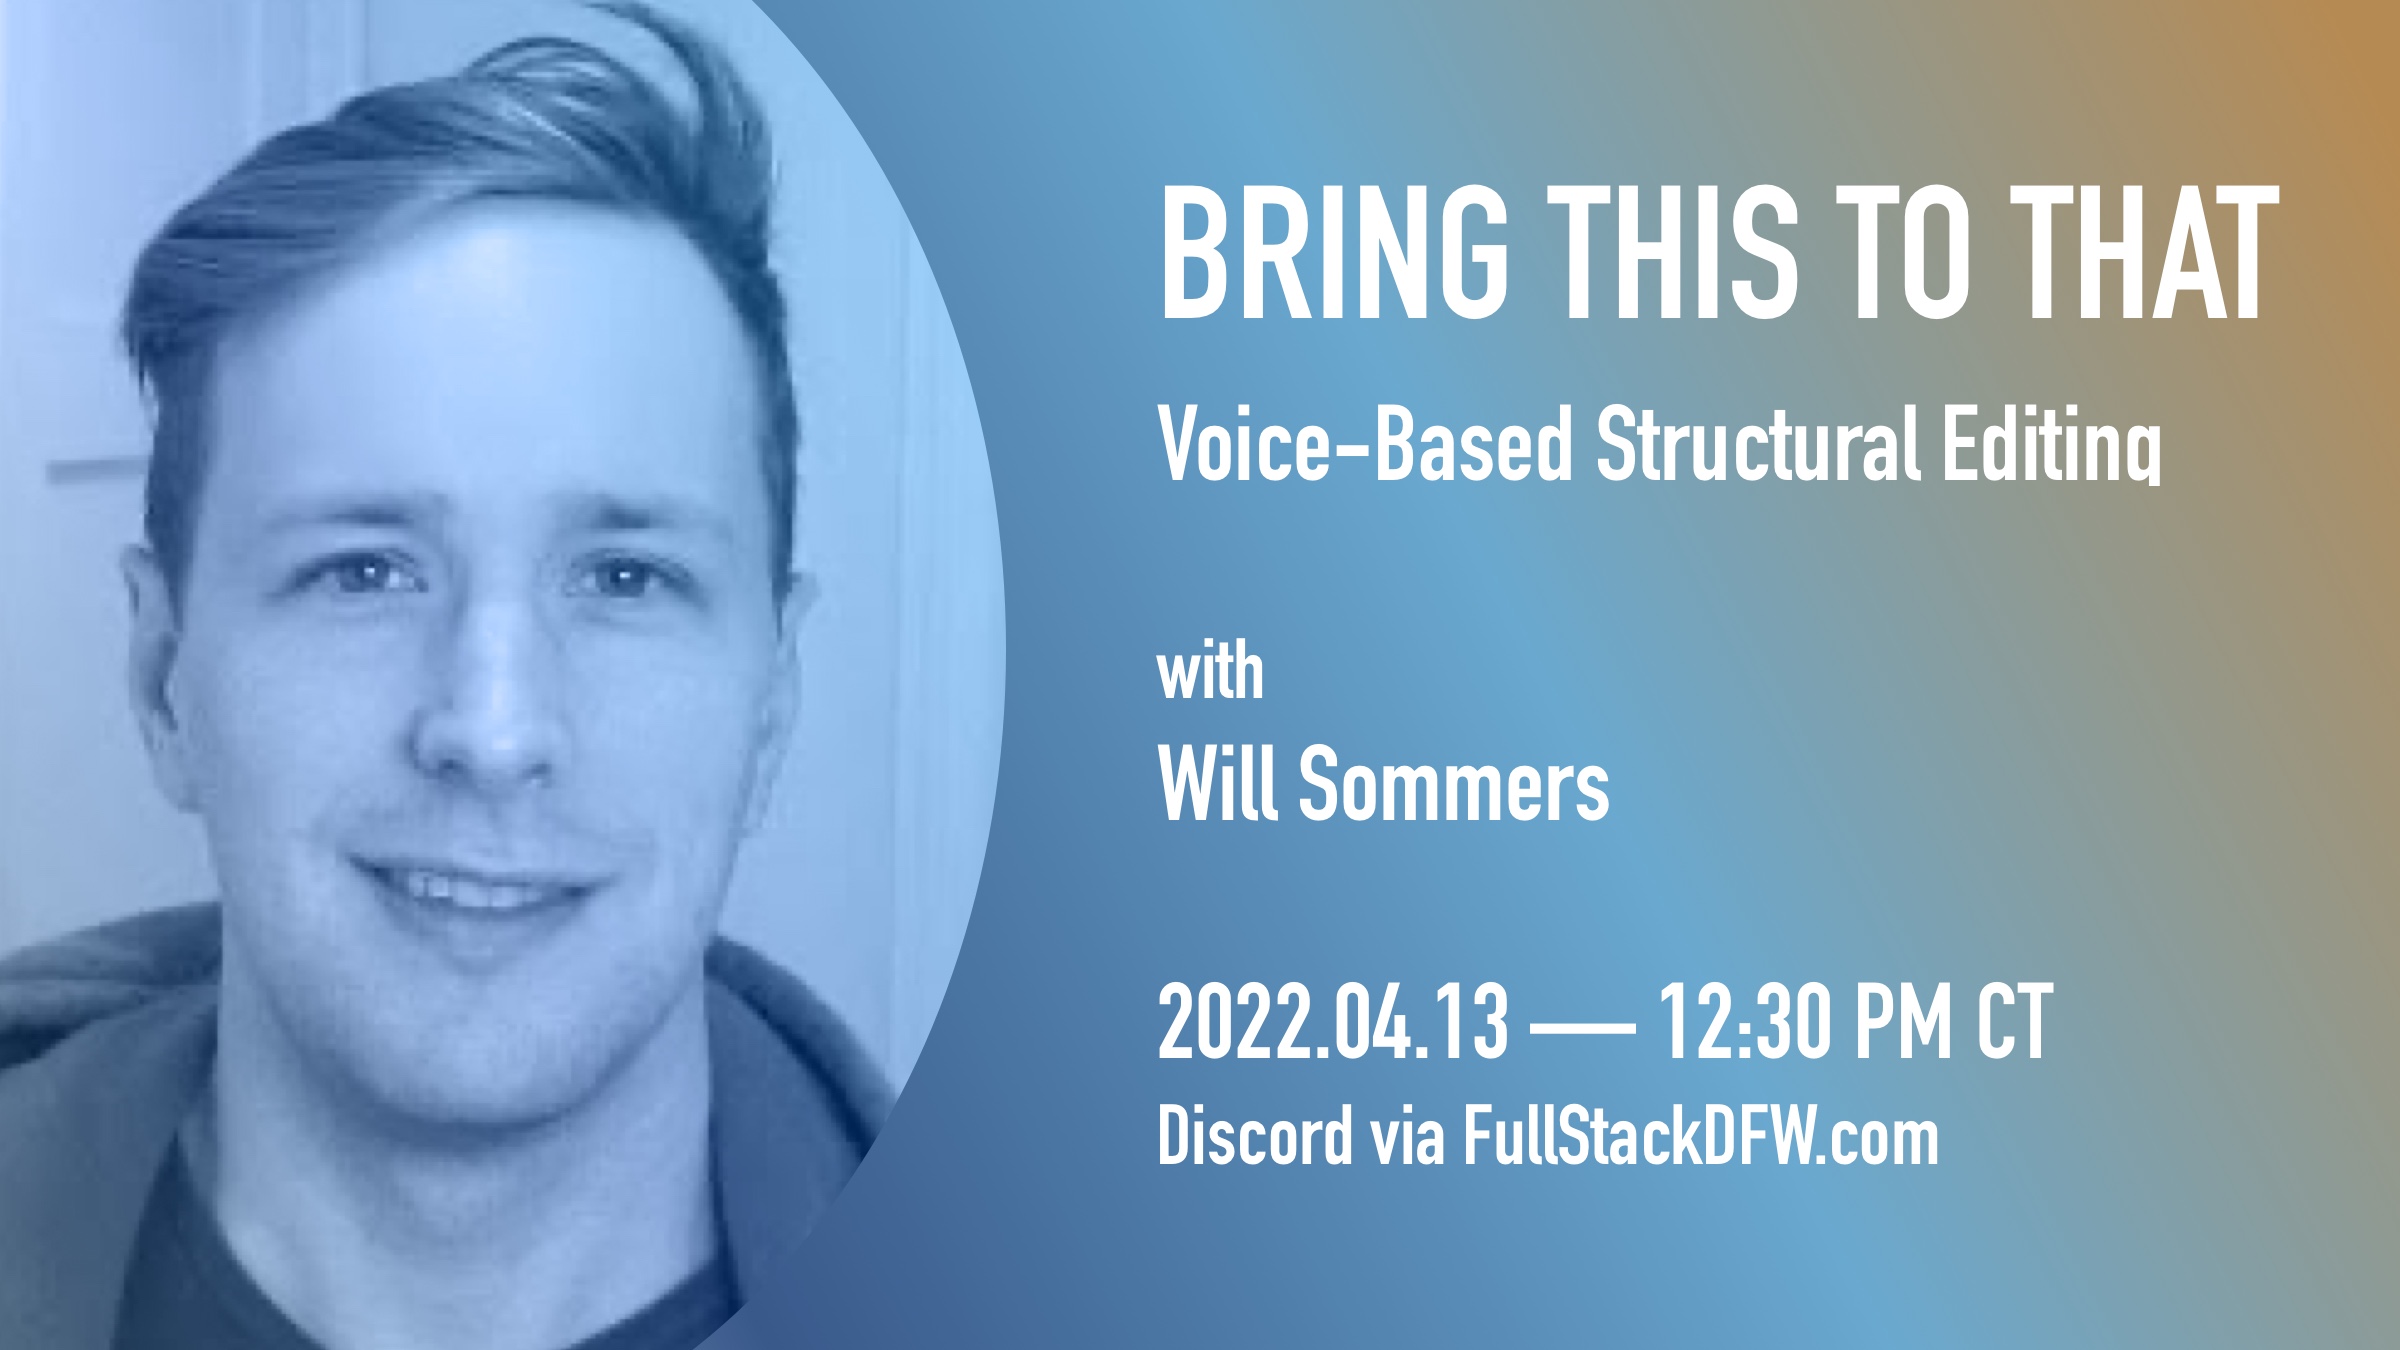 BRING THIS TO THAT
Voice-Based Structural Editing
with
Will Sommers
2022.04.13 — 12:30 PM CT
Discord via FullStackDFW.com